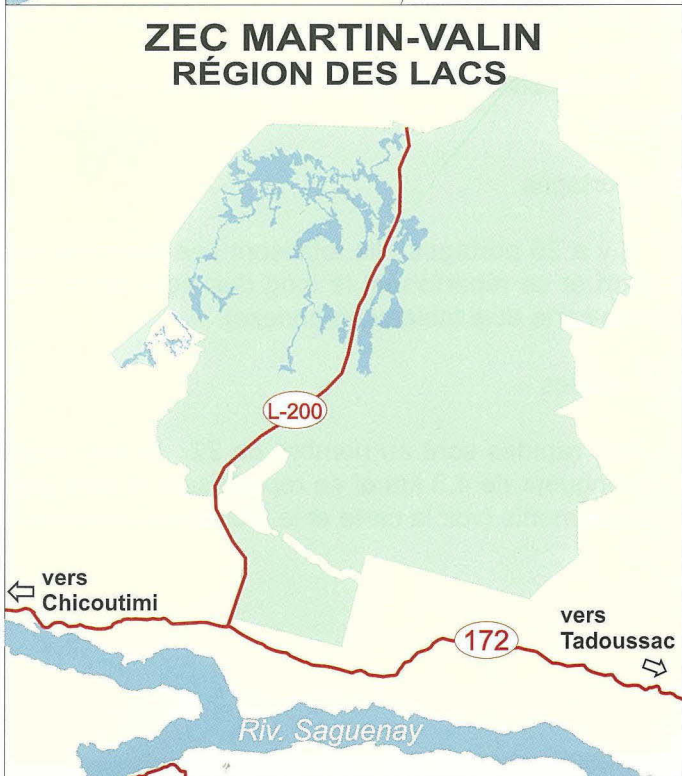 ZEC MARTIN-VALIN
RÉGION DES LACS
L-200
vers
Chicoutimi
172
vers
Tadoussac
Riv. Saguenay